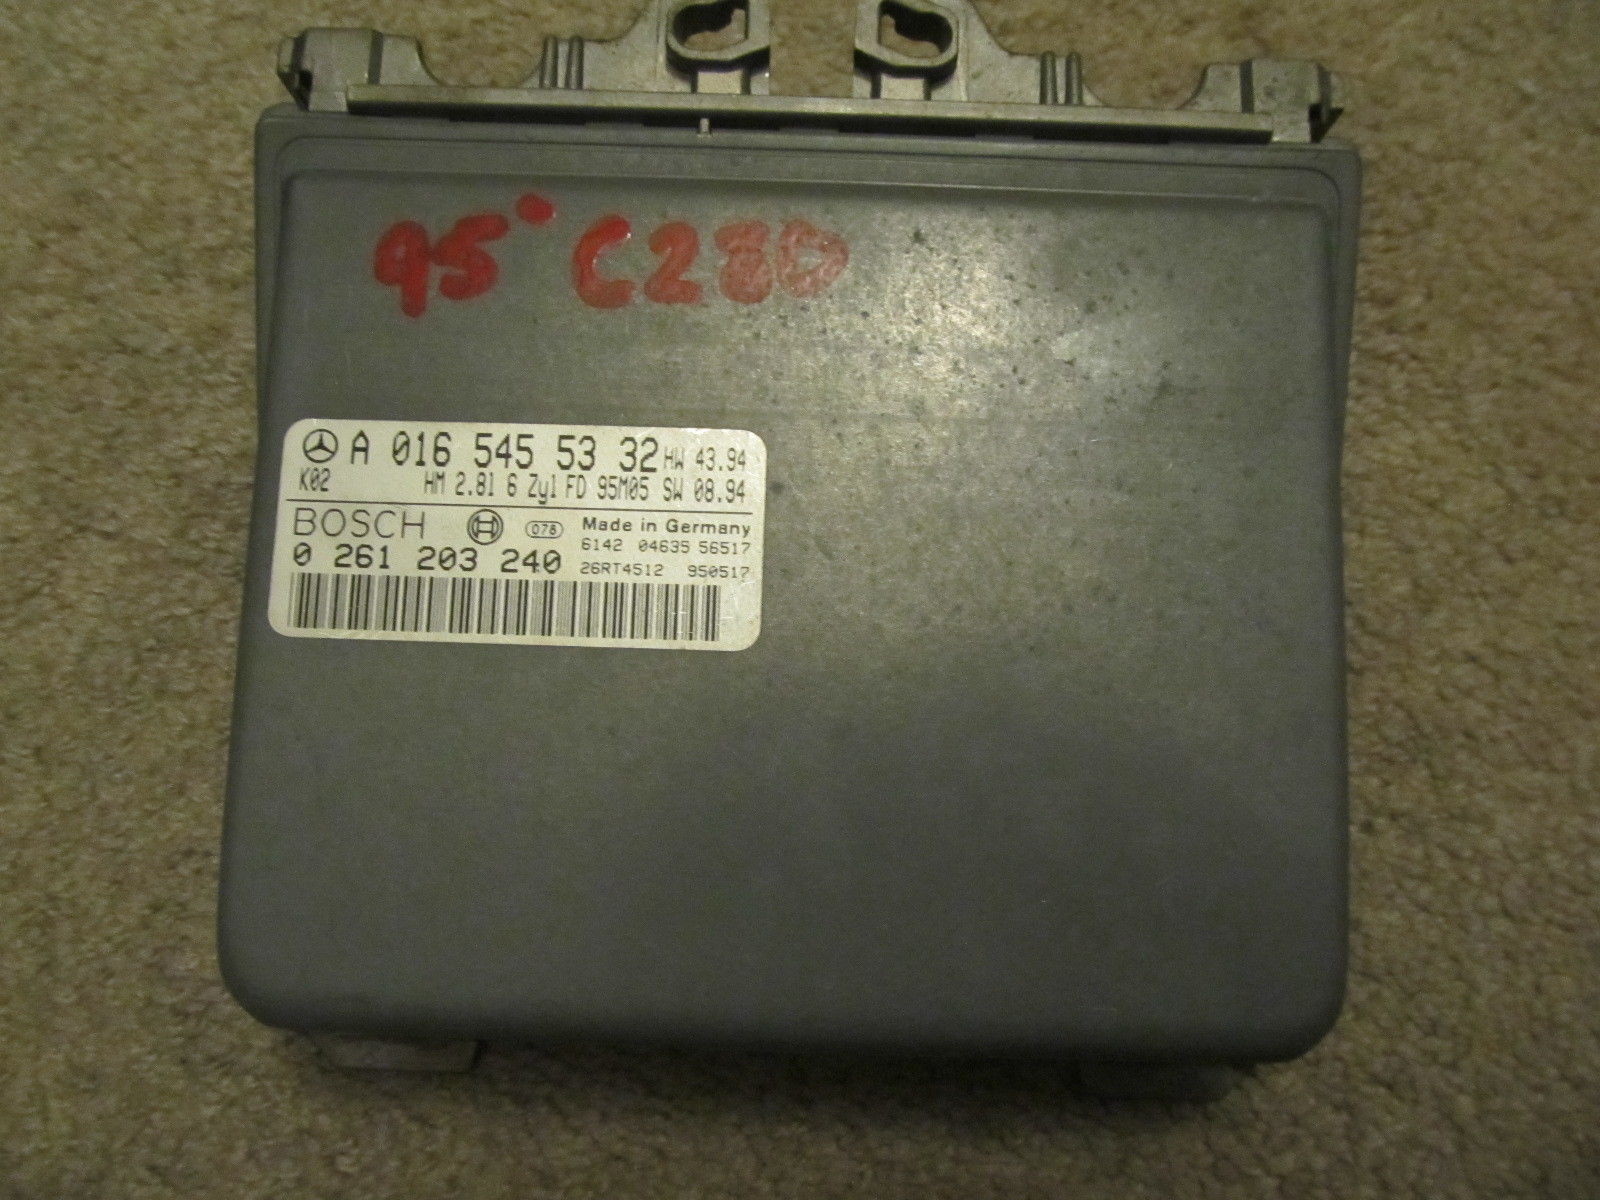 95° C280
A 016 545 53 32 HW 43.94
K02 HM 2.8l 6 Zyl FD 95M05 SW 08.94
BOSCH 078 Made in Germany
6142 04635 56517
0 261 203 240 26RT4512 950517